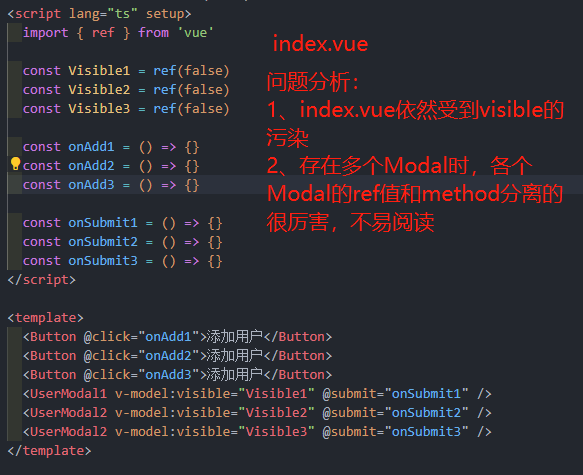 <script lang="ts" setup>
import { ref } from 'vue'
index.vue
const Visible1 = ref(false)
const Visible2 = ref(false)
const Visible3 = ref(false)
问题分析：
1、index.vue依然受到visible的
污染
2、存在多个Modal时，各个
Modal的ref值和method分离的
很厉害，不易阅读
const onAdd1 = () => {}
const onAdd2 = () => {}
const onAdd3 = () => {}
const onSubmit1 = () => {}
const onSubmit2 = () => {}
const onSubmit3 = () => {}
</script>
<template>
<Button @click="onAdd1">添加用户</Button>
<Button @click="onAdd2">添加用户</Button>
<Button @click="onAdd3">添加用户</Button>
<UserModal1 v-model:visible="Visible1" @submit="onSubmit1" />
<UserModal2 v-model:visible="Visible2" @submit="onSubmit2" />
<UserModal2 v-model:visible="Visible3" @submit="onSubmit3" />
</template>